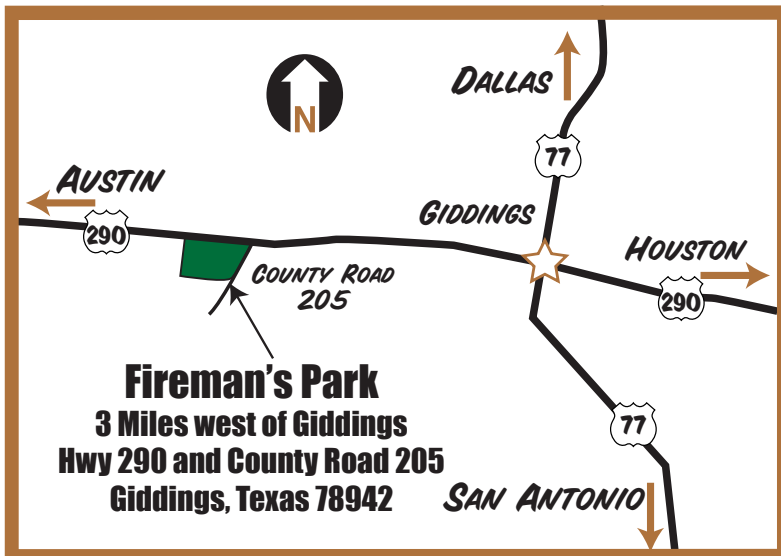 DALLAS
N
77
AUSTIN
GIDDINGS
290
HOUSTON
COUNTY ROAD
205
290
Fireman's Park
3 Miles west of Giddings
Hwy 290 and County Road 205
Giddings, Texas 78942
77
SAN ANTONIO